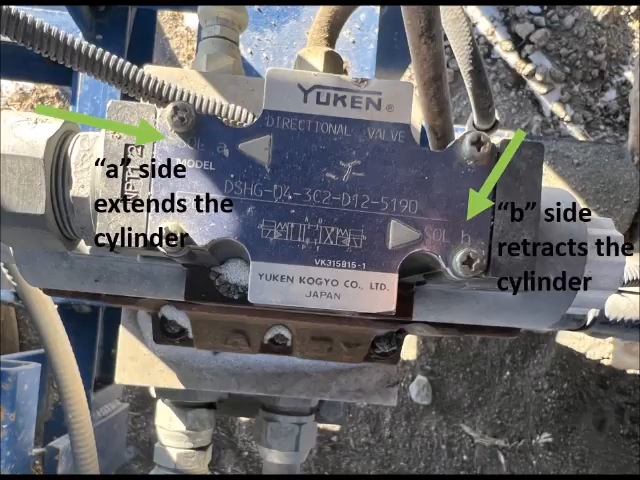 YUKEN®
DIRECTIONAL VALVE
SOL a
MODEL
DSHG-04-3C2-D12-5190
SOL b
VK315815-1
YUKEN KOGYO CO., LTD.
JAPAN
“a” side
extends the
cylinder
“b” side
retracts the
cylinder